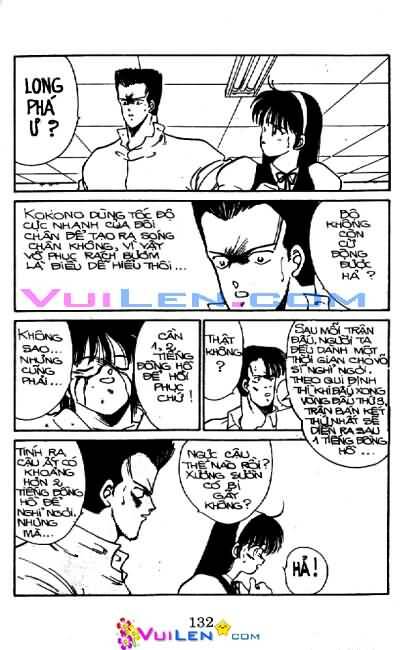 LONG
PHÁ
Ư?
KOKONO DÙNG TỐC ĐỘ
CỰC NHANH CỦA ĐÔI
CHÂN ĐỂ TẠO RA SÓNG
CHÂN KHÔNG, VÌ VẬY
VỚ PHỤC RÁCH BƯƠM
LÀ ĐIỀU DỄ HIỂU THÔI...
BỘ
KHÔNG
CÒN
CỬ
ĐỘNG
ĐƯỢC
HẢ?
VuiLen.com
KHÔNG
SAO...
NHƯNG
CŨNG
PHẢI...
CẦN
1, 2
TIẾNG
ĐỒNG HỒ
ĐỂ HỒI
PHỤC
CHỨ!
THẬT
KHÔNG
?
SAU MỖI TRẬN
ĐẤU, NGƯỜI TA
ĐỀU DÀNH MỘT
THỜI GIAN CHO VÕ
SĨ NGHỈ NGƠI.
THEO QUI ĐỊNH
THÌ KHI ĐẤU XONG
VÒNG ĐẤU THỨ 3,
TRẬN BÁN KẾT
THỨ NHẤT SẼ
DIỄN RA SAU
1 TIẾNG ĐỒNG
HỒ...
TÍNH RA
CẬU ẤT CÓ
KHOẢNG
HƠN 2
TIẾNG ĐỒNG
HỒ ĐỂ
NGHỈ NGƠI.
NHƯNG
MÀ...
NGỰC CẬU
THẾ NÀO RỒI?
XƯƠNG SƯỜN
CÓ BỊ
GÃY
KHÔNG?
HẢ!
132
VuiLen.com